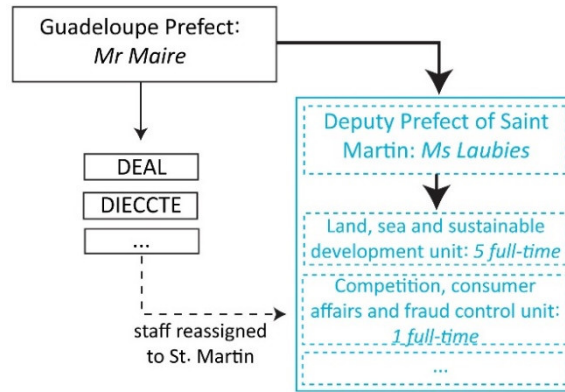 Guadeloupe Prefect:
Mr Maire
DEAL
DIECCTE
...
staff reassigned
to St. Martin
Deputy Prefect of Saint
Martin: Ms Laubies
Land, sea and sustainable
development unit: 5 full-time
Competition, consumer
affairs and fraud control unit:
1 full-time
...